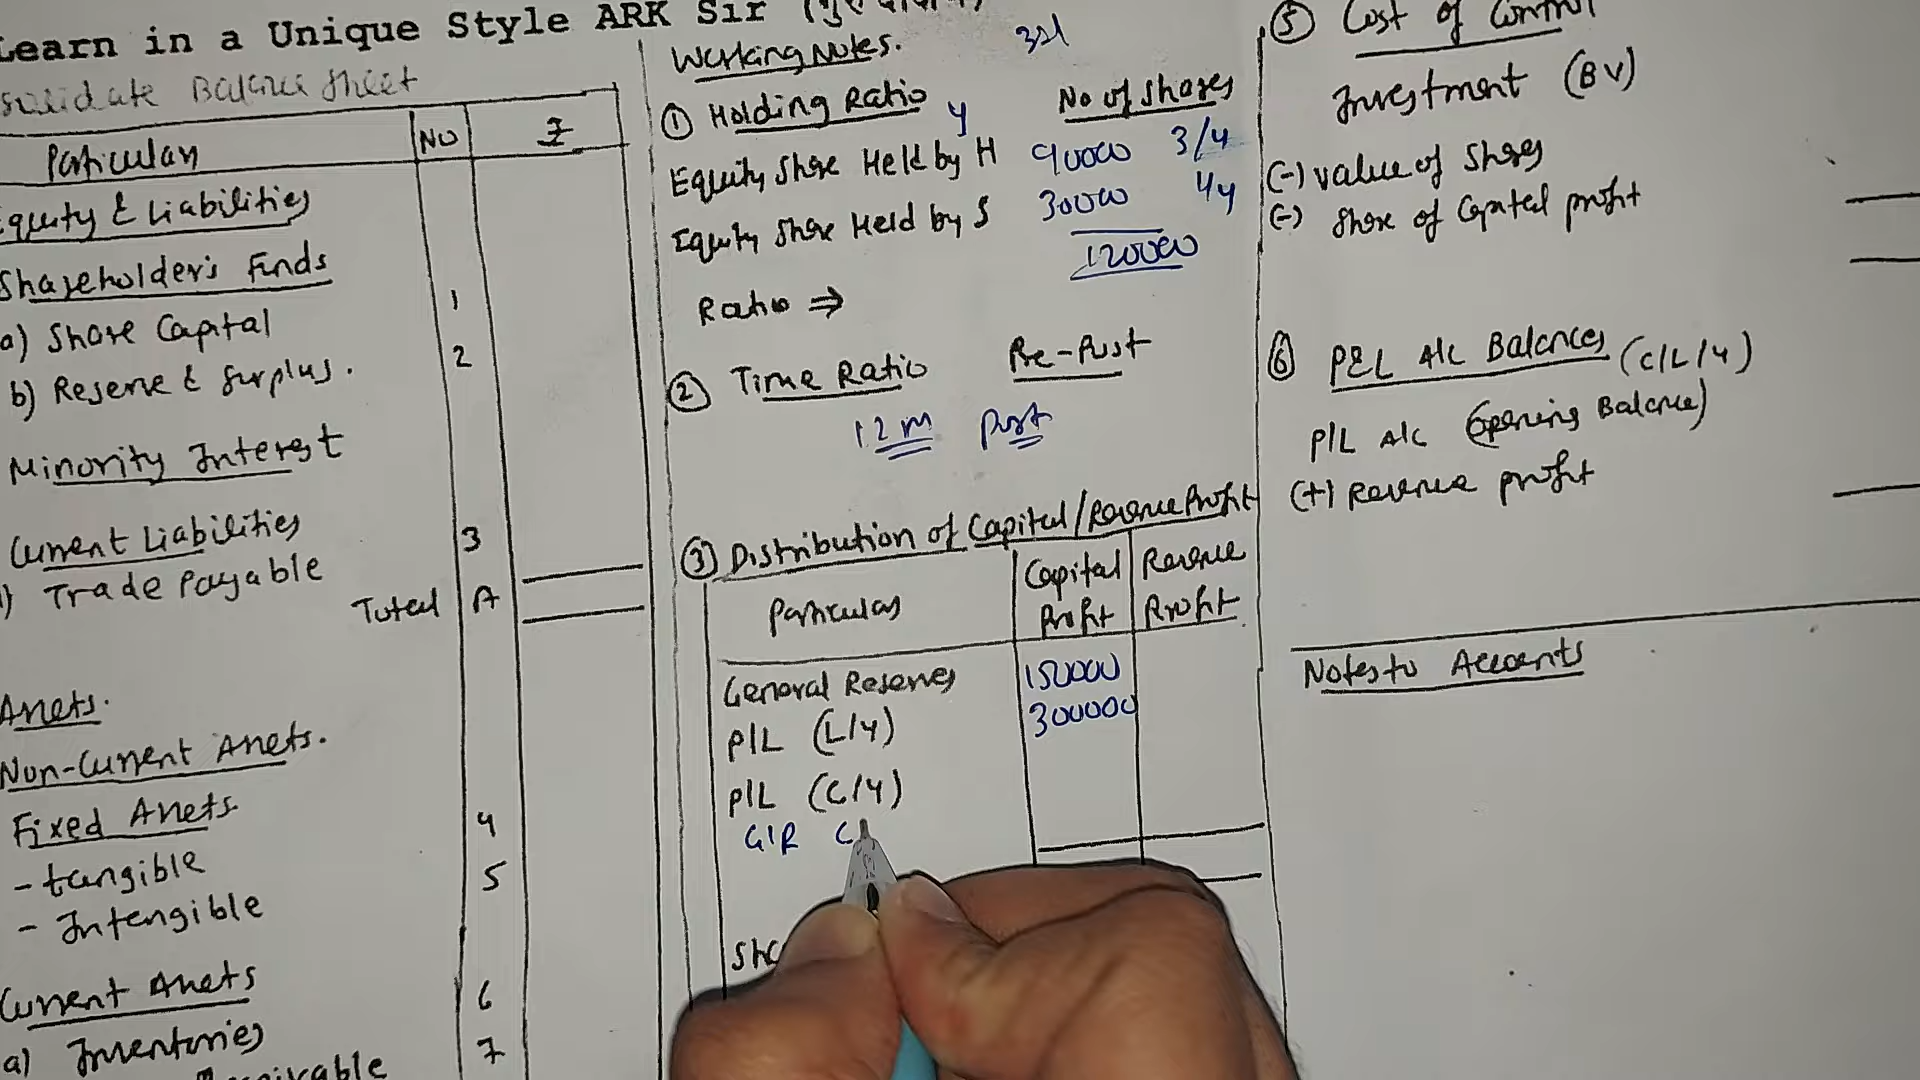 Learn in a Unique Style ARK Sir
Balance Sheet
Particulars NO ₹
Equity & Liabilities
Shareholder's Funds
a) Share Capital 1
b) Reserve & Surplus. 2
Minority Interest
Current Liabilities 3
Trade Payable
Total A
Assets.
Non-Current Assets.
Fixed Assets 4
- tangible 5
- Intengible
Current Assets 6
a) Inventories 7
Working Notes.
① Holding Ratio No of Shares
Equity Share Held by H 90000 3/4
Equity Share Held by S 30000 1/4
120000
Ratio ⇒
② Time Ratio Pre-Post
12m Post
③ Distribution of Capital/Revenue Profit
Particulars Capital Profit Revenue Profit
General Reserves 150000
P/L (L/Y) 300000
P/L (C/Y)
G/R C
⑤ Cost of Control
Investment (BV)
(-) value of Shares
(-) Share of Capital profit
⑥ P&L A/c Balances (C/L/Y)
P/L A/c (Opening Balance)
(+) Revenue profit
Notes to Accounts